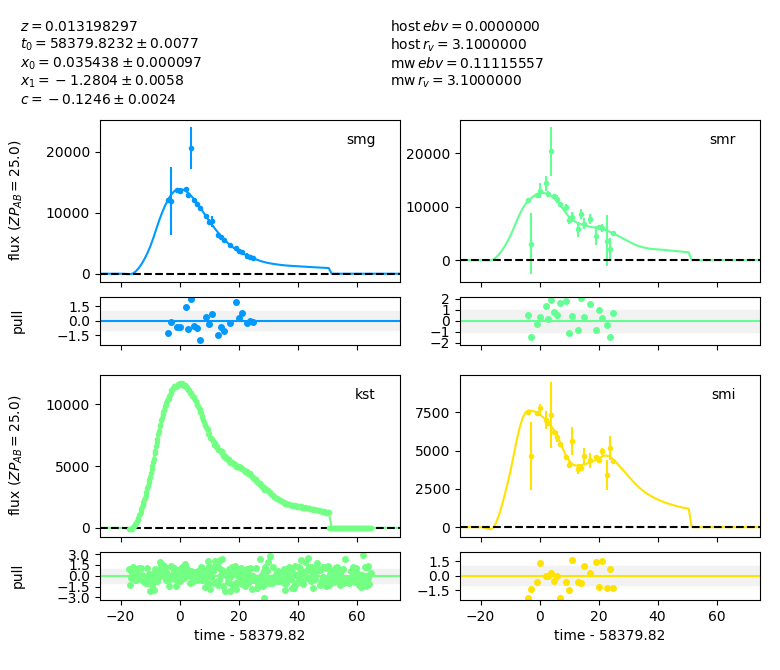 z = 0.013198297
t₀ = 58379.8232 ± 0.0077
x₀ = 0.035438 ± 0.000097
x₁ = −1.2804 ± 0.0058
c = −0.1246 ± 0.0024
host ebv = 0.0000000
host r_v = 3.1000000
mw ebv = 0.11115557
mw r_v = 3.1000000
flux (ZP_AB = 25.0)
20000
10000
0
smg
20000
10000
0
smr
pull
1.5
0.0
−1.5
2
1
0
−1
−2
flux (ZP_AB = 25.0)
10000
5000
0
kst
7500
5000
2500
0
smi
pull
3.0
1.5
0.0
−1.5
−3.0
1.5
0.0
−1.5
−20 0 20 40 60
−20 0 20 40 60
time - 58379.82
time - 58379.82